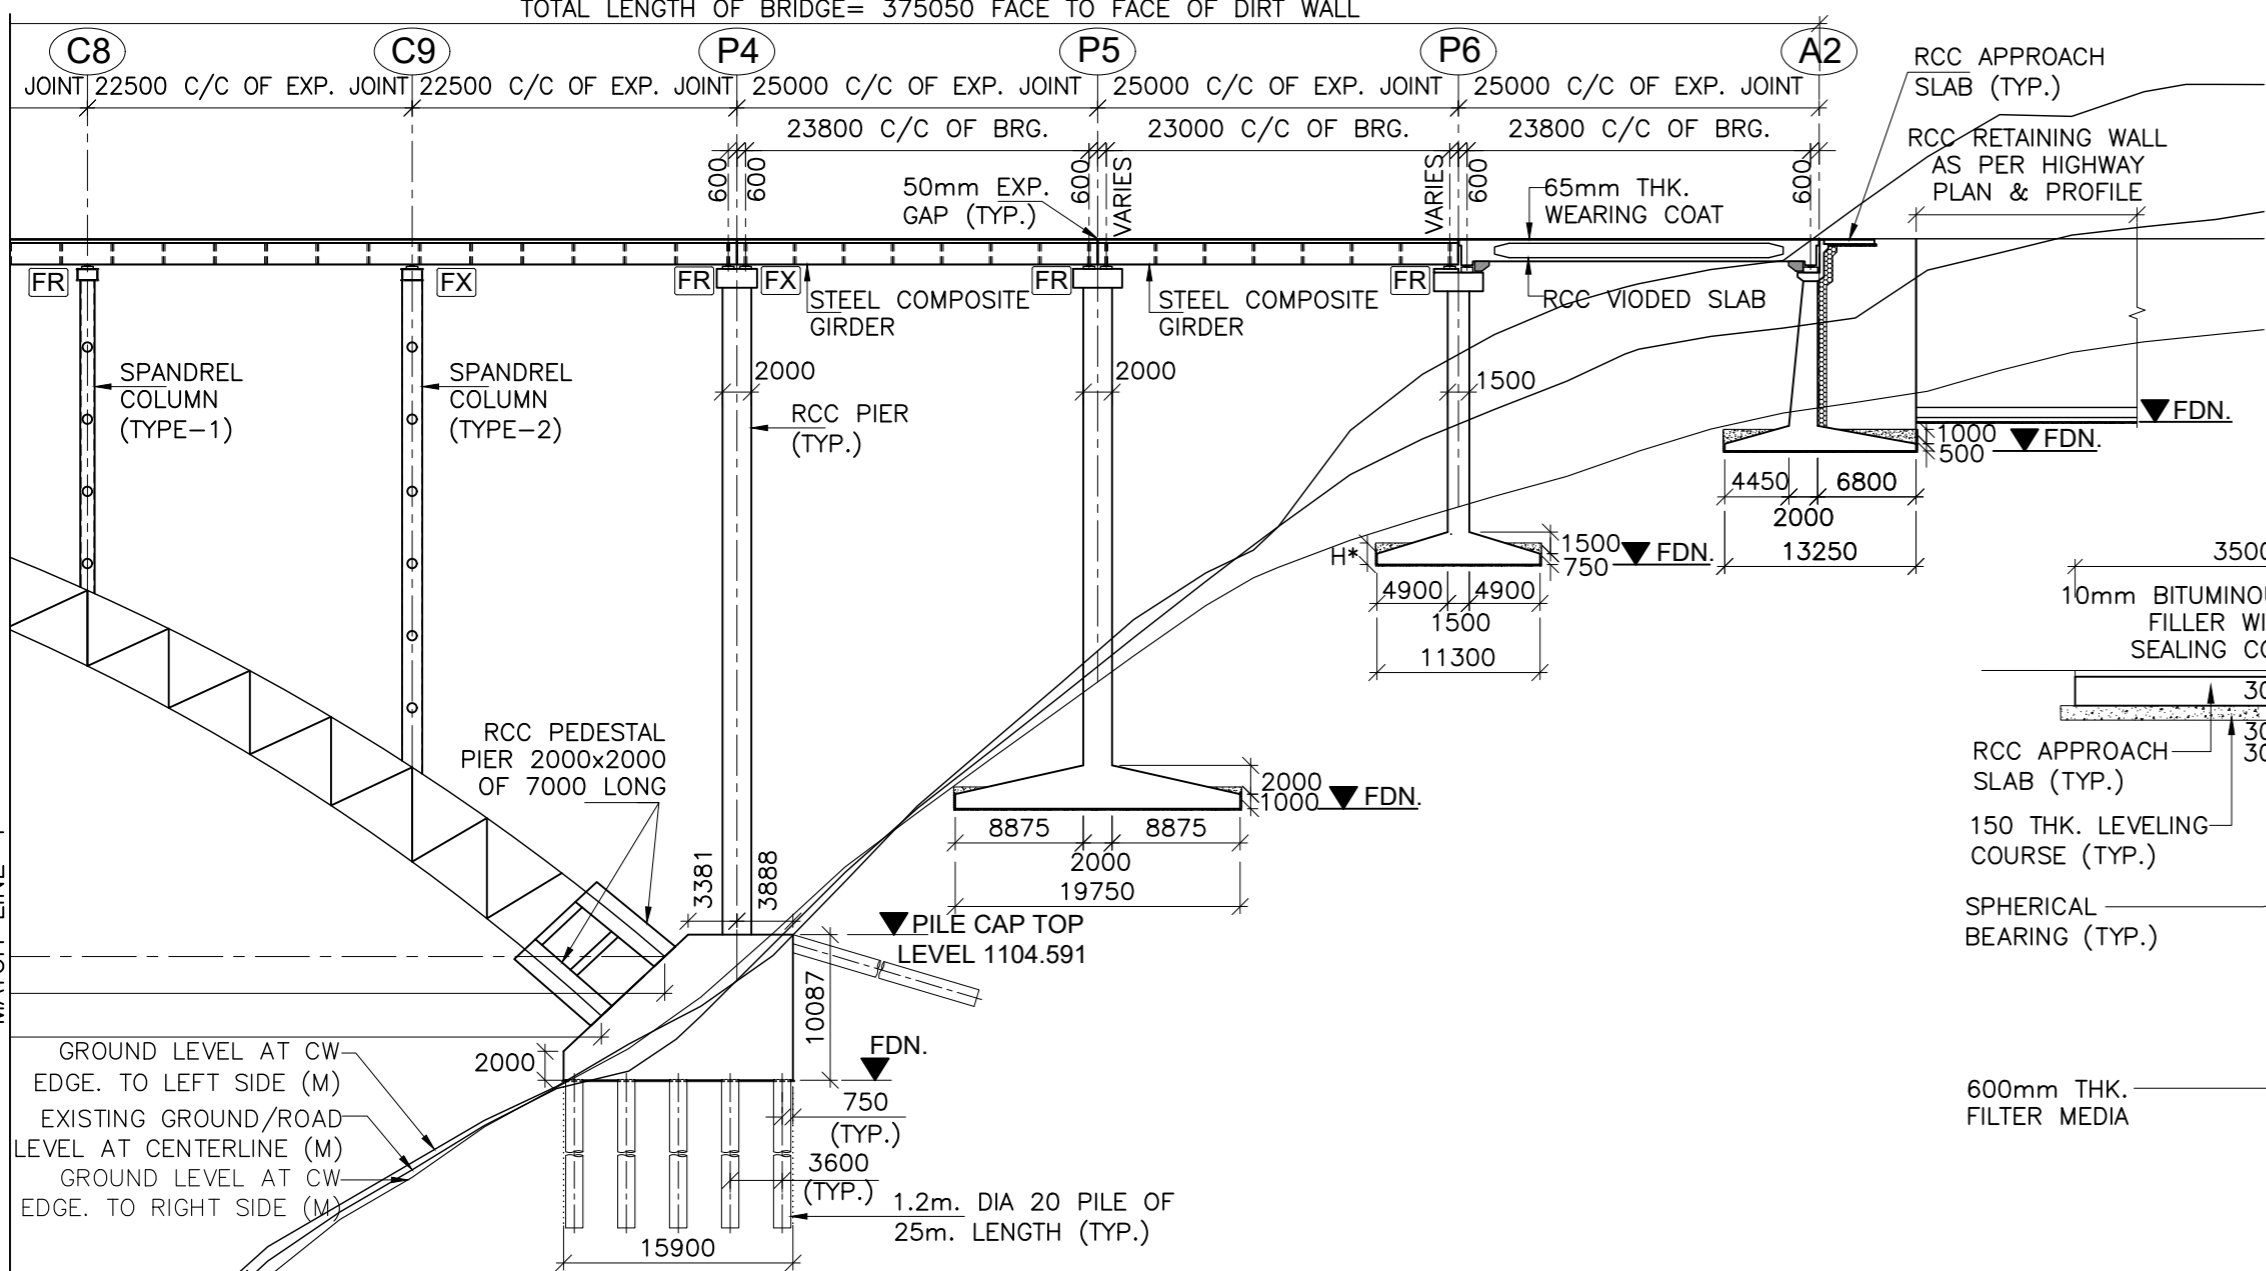 TOTAL LENGTH OF BRIDGE= 375050 FACE TO FACE OF DIRT WALL
C8
C9
P4
P5
P6
A2
JOINT
22500 C/C OF EXP. JOINT
22500 C/C OF EXP. JOINT
25000 C/C OF EXP. JOINT
25000 C/C OF EXP. JOINT
25000 C/C OF EXP. JOINT
RCC APPROACH
SLAB (TYP.)
23800 C/C OF BRG.
23000 C/C OF BRG.
23800 C/C OF BRG.
RCC RETAINING WALL
AS PER HIGHWAY
PLAN & PROFILE
600
600
50mm EXP.
GAP (TYP.)
600
VARIES
VARIES
600
65mm THK.
WEARING COAT
600
FR
FX
FR
FX
FR
FR
STEEL COMPOSITE
GIRDER
STEEL COMPOSITE
GIRDER
RCC VIODED SLAB
SPANDREL
COLUMN
(TYPE-1)
SPANDREL
COLUMN
(TYPE-2)
2000
RCC PIER
(TYP.)
2000
1500
FDN.
1000
500
FDN.
4450
6800
2000
13250
H*
1500
750
FDN.
4900
4900
1500
11300
3500
10mm BITUMINOU
FILLER WI
SEALING CO
30
30
30
RCC APPROACH
SLAB (TYP.)
150 THK. LEVELING
COURSE (TYP.)
SPHERICAL
BEARING (TYP.)
600mm THK.
FILTER MEDIA
RCC PEDESTAL
PIER 2000x2000
OF 7000 LONG
2000
1000
FDN.
8875
8875
2000
19750
3381
3888
PILE CAP TOP
LEVEL 1104.591
10087
2000
FDN.
GROUND LEVEL AT CW
EDGE. TO LEFT SIDE (M)
EXISTING GROUND/ROAD
LEVEL AT CENTERLINE (M)
GROUND LEVEL AT CW
EDGE. TO RIGHT SIDE (M)
750
(TYP.)
3600
(TYP.)
1.2m. DIA 20 PILE OF
25m. LENGTH (TYP.)
15900